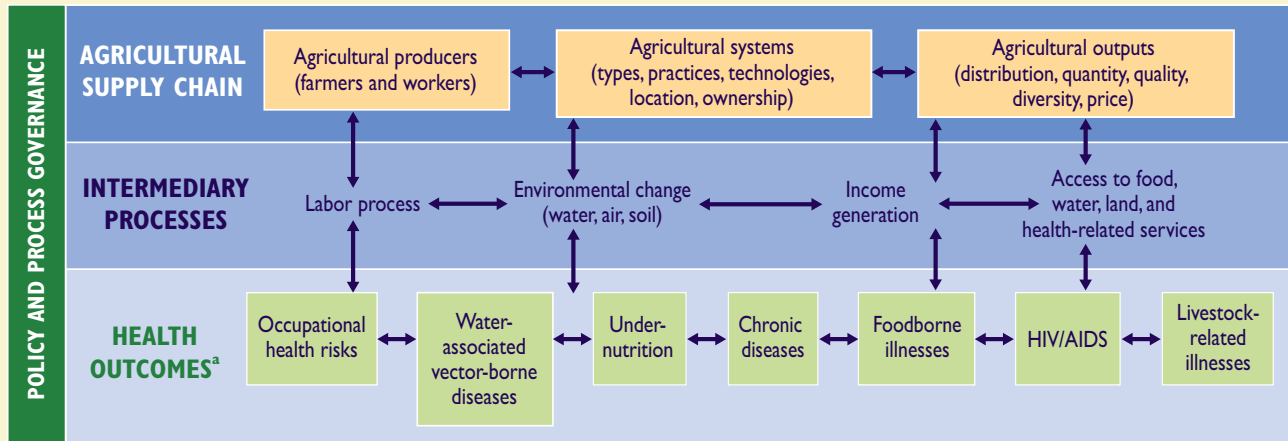 POLICY AND PROCESS GOVERNANCE
AGRICULTURAL
SUPPLY CHAIN
Agricultural producers
(farmers and workers)
Agricultural systems
(types, practices, technologies,
location, ownership)
Agricultural outputs
(distribution, quantity, quality,
diversity, price)
INTERMEDIARY
PROCESSES
Labor process
Environmental change
(water, air, soil)
Income
generation
Access to food,
water, land, and
health-related services
HEALTH
OUTCOMESª
Occupational
health risks
Water-
associated
vector-borne
diseases
Under-
nutrition
Chronic
diseases
Foodborne
illnesses
HIV/AIDS
Livestock-
related
illnesses